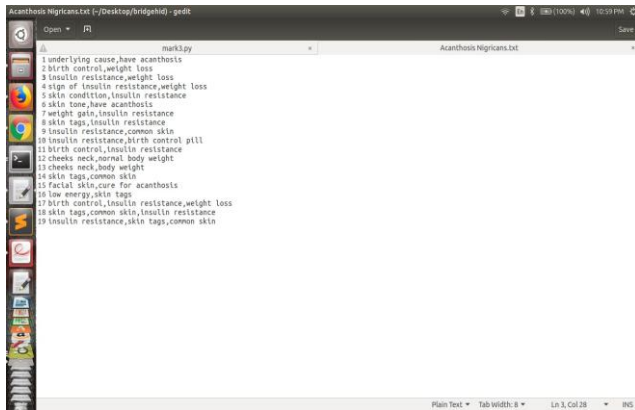 Acanthosis Nigricans.txt (~/Desktop/bridgehid) - gedit
En (100%) 10:59 PM
Open Save
mark3.py × Acanthosis Nigricans.txt ×
1 underlying cause,have acanthosis
2 birth control,weight loss
3 insulin resistance,weight loss
4 sign of insulin resistance,weight loss
5 skin condition,insulin resistance
6 skin tone,have acanthosis
7 weight gain,insulin resistance
8 skin tags,insulin resistance
9 insulin resistance,common skin
10 insulin resistance,birth control pill
11 birth control,insulin resistance
12 cheeks neck,normal body weight
13 cheeks neck,body weight
14 skin tags,common skin
15 facial skin,cure for acanthosis
16 low energy,skin tags
17 birth control,insulin resistance,weight loss
18 skin tags,common skin,insulin resistance
19 insulin resistance,skin tags,common skin
Plain Text Tab Width: 8 Ln 3, Col 28 INS